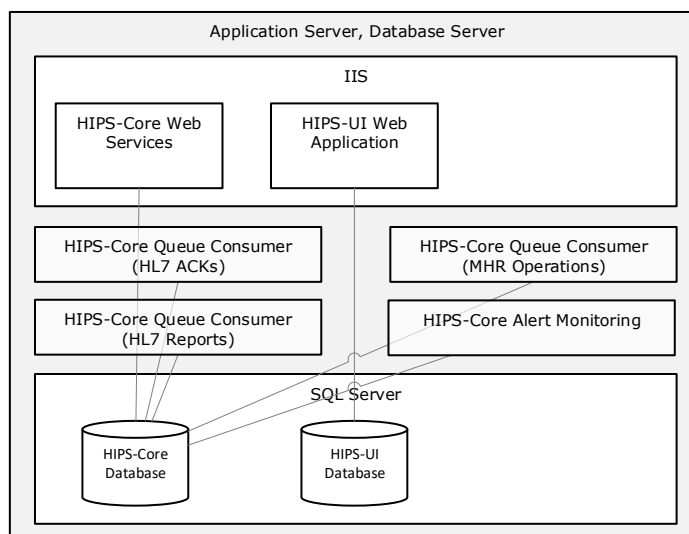 Application Server, Database Server
IIS
HIPS-Core Web
Services
HIPS-UI Web
Application
HIPS-Core Queue Consumer
(HL7 ACKs)
HIPS-Core Queue Consumer
(MHR Operations)
HIPS-Core Queue Consumer
(HL7 Reports)
HIPS-Core Alert Monitoring
SQL Server
HIPS-Core
Database
HIPS-UI
Database